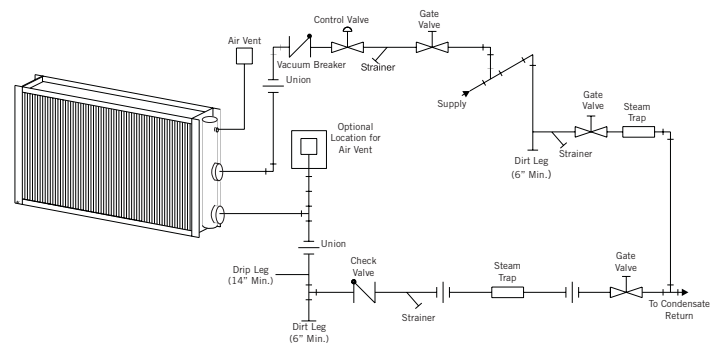 Air Vent
Control Valve
Gate
Valve
Vacuum Breaker
Strainer
Union
Supply
Optional
Location for
Air Vent
Gate
Valve
Steam
Trap
Strainer
Dirt Leg
(6” Min.)
Union
Drip Leg
(14” Min.)
Check
Valve
Steam
Trap
Gate
Valve
Strainer
To Condensate
Return
Dirt Leg
(6” Min.)